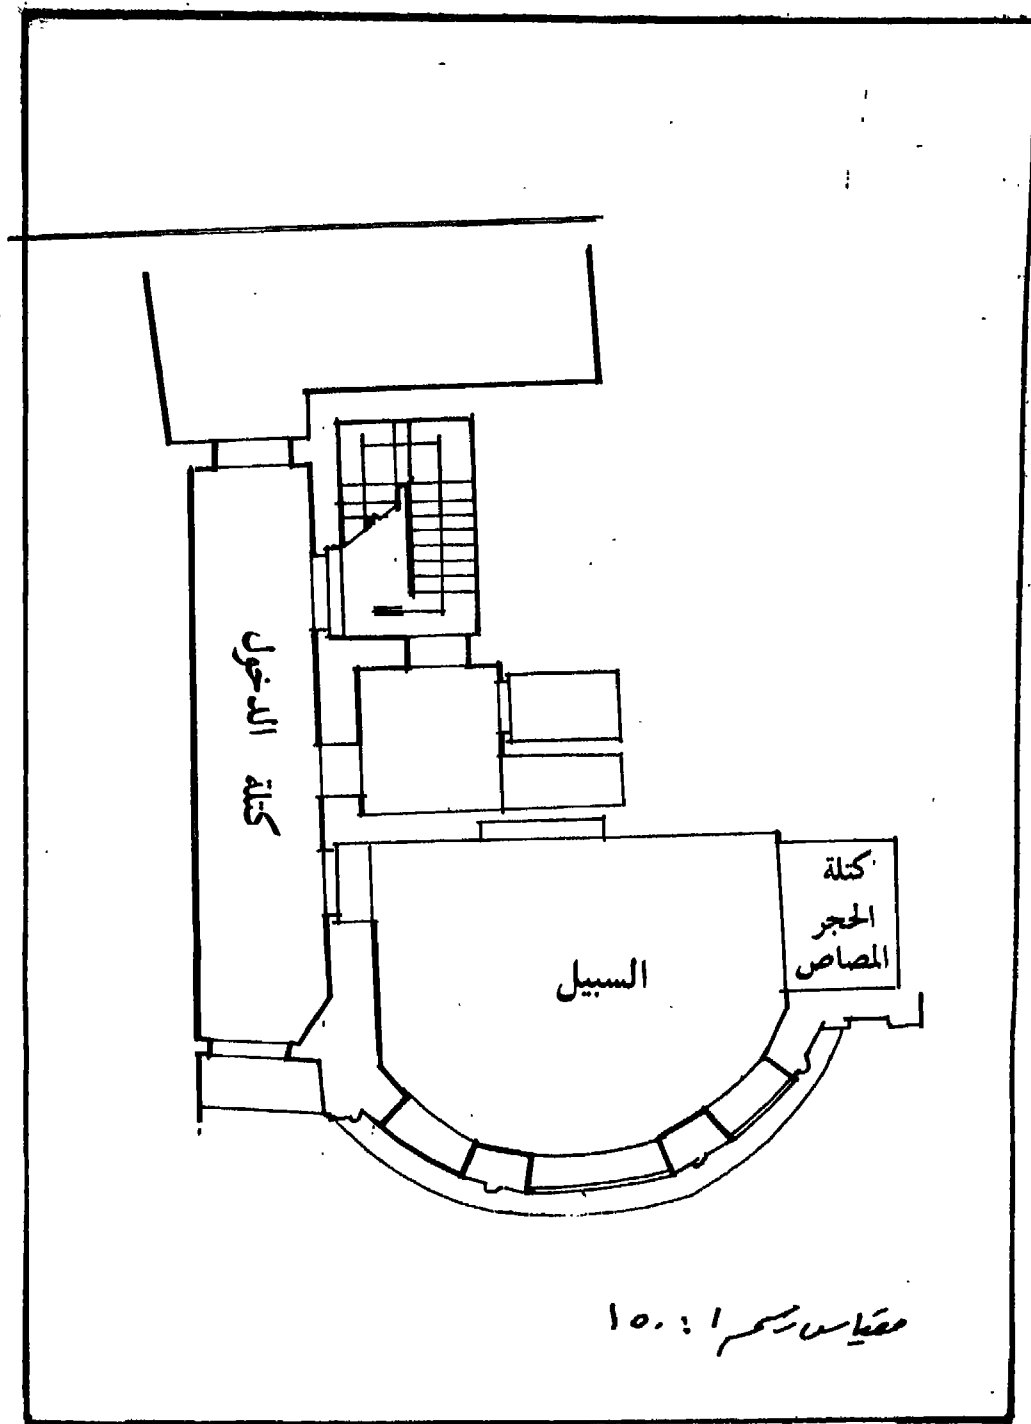 كتلة الدخول
كتلة
الحجر
المصاص
السبيل
مقياس رسم ١ : ١٥٠